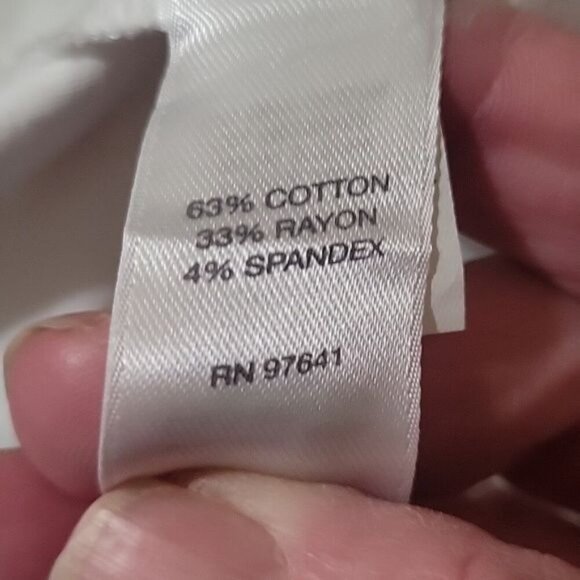 63% COTTON
33% RAYON
4% SPANDEX
RN 97641